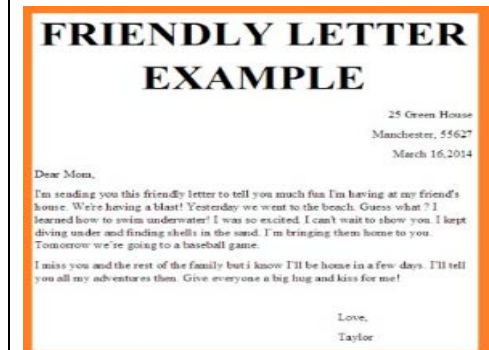 FRIENDLY LETTER
EXAMPLE
25 Green House
Manchester, 55627
March 16,2014
Dear Mom,
I'm sending you this friendly letter to tell you much fun I'm having at my friend's
house. We're having a blast! Yesterday we went to the beach. Guess what ? I
learned how to swim underwater! I was so excited. I can't wait to show you. I kept
diving under and finding shells in the sand. I'm bringing them home to you.
Tomorrow we're going to a baseball game.
I miss you and the rest of the family but i know I'll be home in a few days. I'll tell
you all my adventures then. Give everyone a big hug and kiss for me!
Love,
Taylor